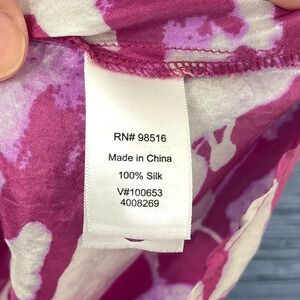 RN# 98516
Made in China
100% Silk
V#100653
4008269